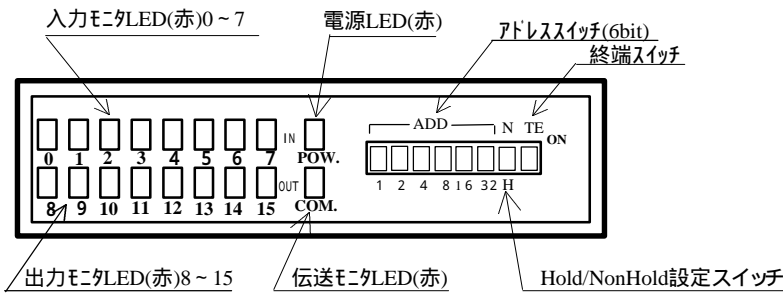 入力ﾓﾆﾀLED(赤)0~7
電源LED(赤)
ｱﾄﾞﾚｽｽｲｯﾁ(6bit)
終端ｽｲｯﾁ
ADD N TE
ON
IN
0 1 2 3 4 5 6 7 POW.
OUT
1 2 4 8 16 32 H
8 9 10 11 12 13 14 15 COM.
出力ﾓﾆﾀLED(赤)8~15
伝送ﾓﾆﾀLED(赤)
Hold/NonHold設定ｽｲｯﾁ